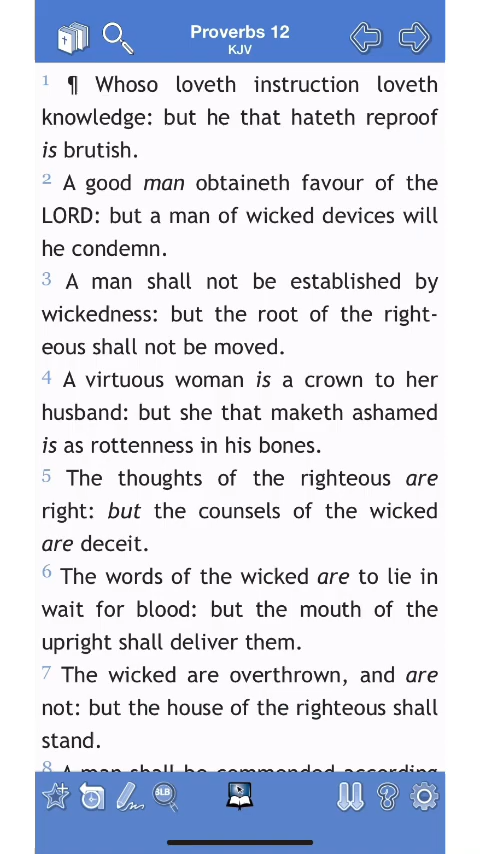 Proverbs 12
KJV
1 ¶ Whoso loveth instruction loveth
knowledge: but he that hateth reproof
is brutish.
2 A good man obtaineth favour of the
LORD: but a man of wicked devices will
he condemn.
3 A man shall not be established by
wickedness: but the root of the right-
eous shall not be moved.
4 A virtuous woman is a crown to her
husband: but she that maketh ashamed
is as rottenness in his bones.
5 The thoughts of the righteous are
right: but the counsels of the wicked
are deceit.
6 The words of the wicked are to lie in
wait for blood: but the mouth of the
upright shall deliver them.
7 The wicked are overthrown, and are
not: but the house of the righteous shall
stand.
8 A man shall be commended according
BLB